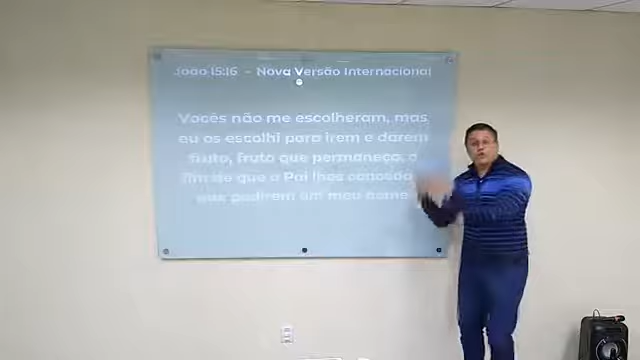 João 15:16 - Nova Versão Internacional
Vocês não me escolheram, mas
eu os escolhi para irem e darem
fruto, fruto que permaneça, a
fim de que o Pai lhes conceda o
que pedirem em meu nome.